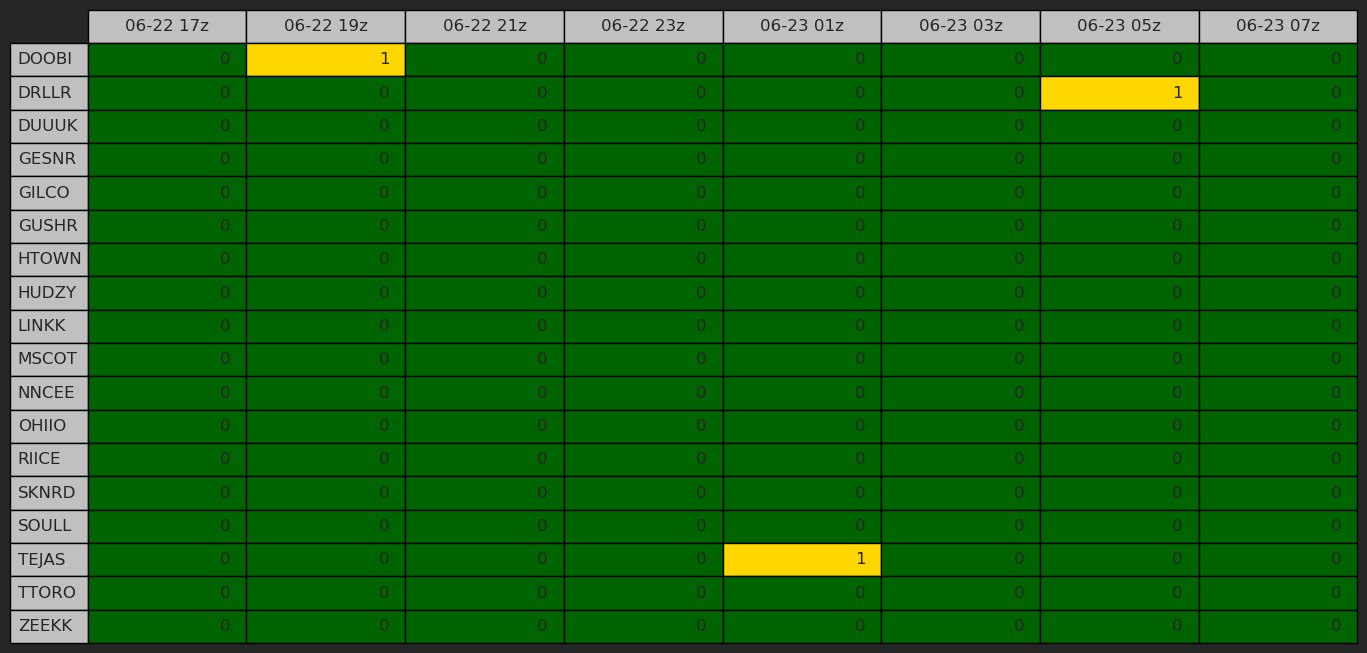 06-22 17z 06-22 19z 06-22 21z 06-22 23z 06-23 01z 06-23 03z 06-23 05z 06-23 07z
DOOBI 0 1 0 0 0 0 0 0
DRLLR 0 0 0 0 0 0 1 0
DUUUK 0 0 0 0 0 0 0 0
GESNR 0 0 0 0 0 0 0 0
GILCO 0 0 0 0 0 0 0 0
GUSHR 0 0 0 0 0 0 0 0
HTOWN 0 0 0 0 0 0 0 0
HUDZY 0 0 0 0 0 0 0 0
LINKK 0 0 0 0 0 0 0 0
MSCOT 0 0 0 0 0 0 0 0
NNCEE 0 0 0 0 0 0 0 0
OHIIO 0 0 0 0 0 0 0 0
RIICE 0 0 0 0 0 0 0 0
SKNRD 0 0 0 0 0 0 0 0
SOULL 0 0 0 0 0 0 0 0
TEJAS 0 0 0 0 1 0 0 0
TTORO 0 0 0 0 0 0 0 0
ZEEKK 0 0 0 0 0 0 0 0